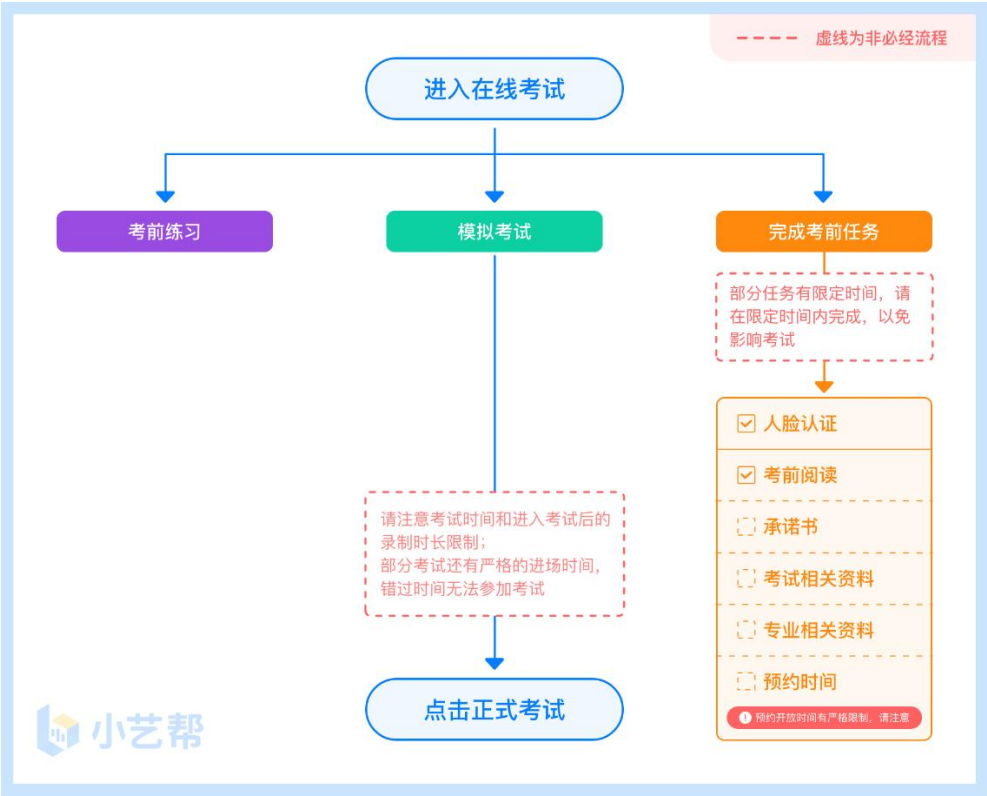 虚线为非必经流程
进入在线考试
考前练习
模拟考试
完成考前任务
部分任务有限定时间，请
在限定时间内完成，以免
影响考试
人脸认证
考前阅读
承诺书
考试相关资料
专业相关资料
预约时间
预约开放时间有严格限制，请注意
请注意考试时间和进入考试后的
录制时长限制；
部分考试还有严格的进场时间，
错过时间无法参加考试
点击正式考试
小艺帮